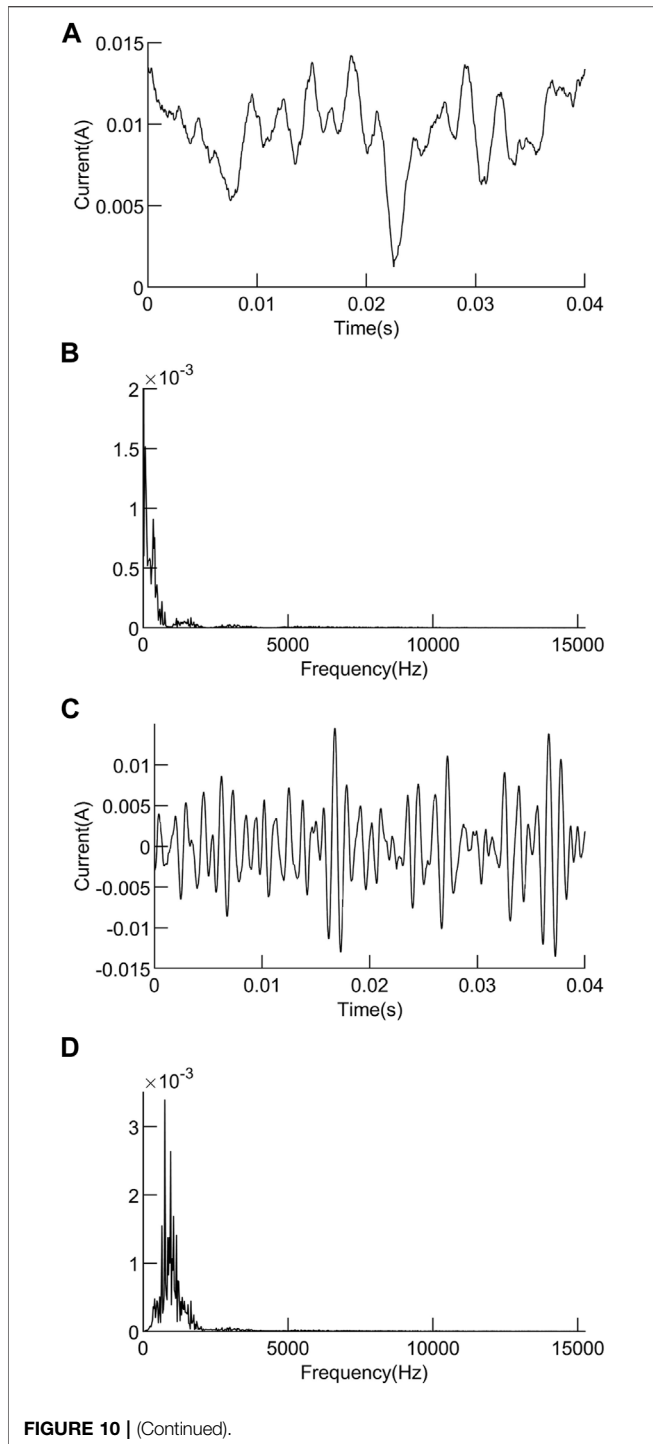 A
0.015
0.01
0.005
0
Current(A)
0 0.01 0.02 0.03 0.04
Time(s)
B
×10-3
2
1.5
1
0.5
0
0 5000 10000 15000
Frequency(Hz)
C
0.01
0.005
0
-0.005
-0.01
-0.015
Current(A)
0 0.01 0.02 0.03 0.04
Time(s)
D
×10-3
3
2
1
0
0 5000 10000 15000
Frequency(Hz)
FIGURE 10 | (Continued).